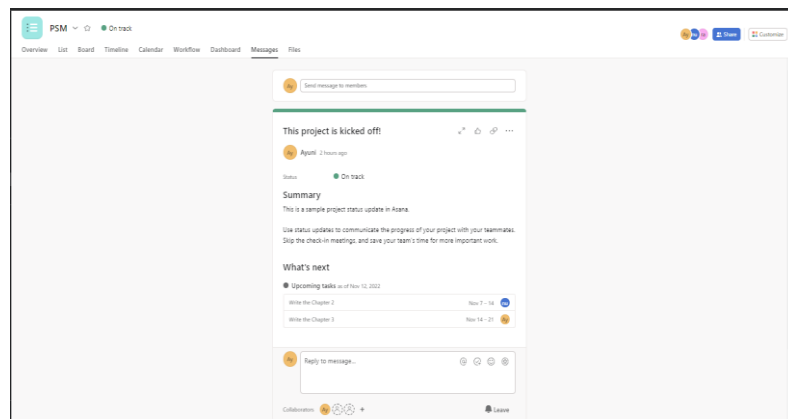 PSM
On track
Ay
Share
Customize
Overview List Board Timeline Calendar Workflow Dashboard Messages Files
Ay
Send message to members
This project is kicked off!
Ay
Ayuni 2 hours ago
Status On track
Summary
This is a sample project status update in Asana.
Use status updates to communicate the progress of your project with your teammates.
Skip the check-in meetings, and save your team's time for more important work.
What's next
Upcoming tasks as of Nov 12, 2022
Write the Chapter 2 Nov 7 – 14
Write the Chapter 3 Nov 14 – 21 Ay
Ay
Reply to message...
Collaborators Ay + Leave